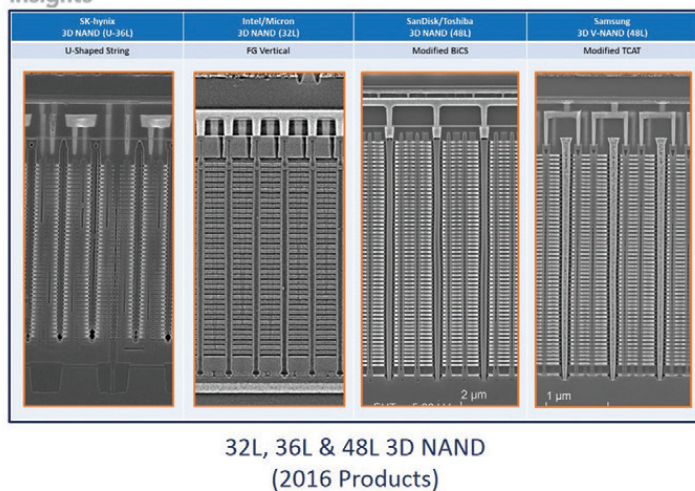 insights
SK-hynix
3D NAND (U-36L)
Intel/Micron
3D NAND (32L)
SanDisk/Toshiba
3D NAND (48L)
Samsung
3D V-NAND (48L)
U-Shaped String
FG Vertical
Modified BiCS
Modified TCAT
2 μm
1 μm
32L, 36L & 48L 3D NAND
(2016 Products)